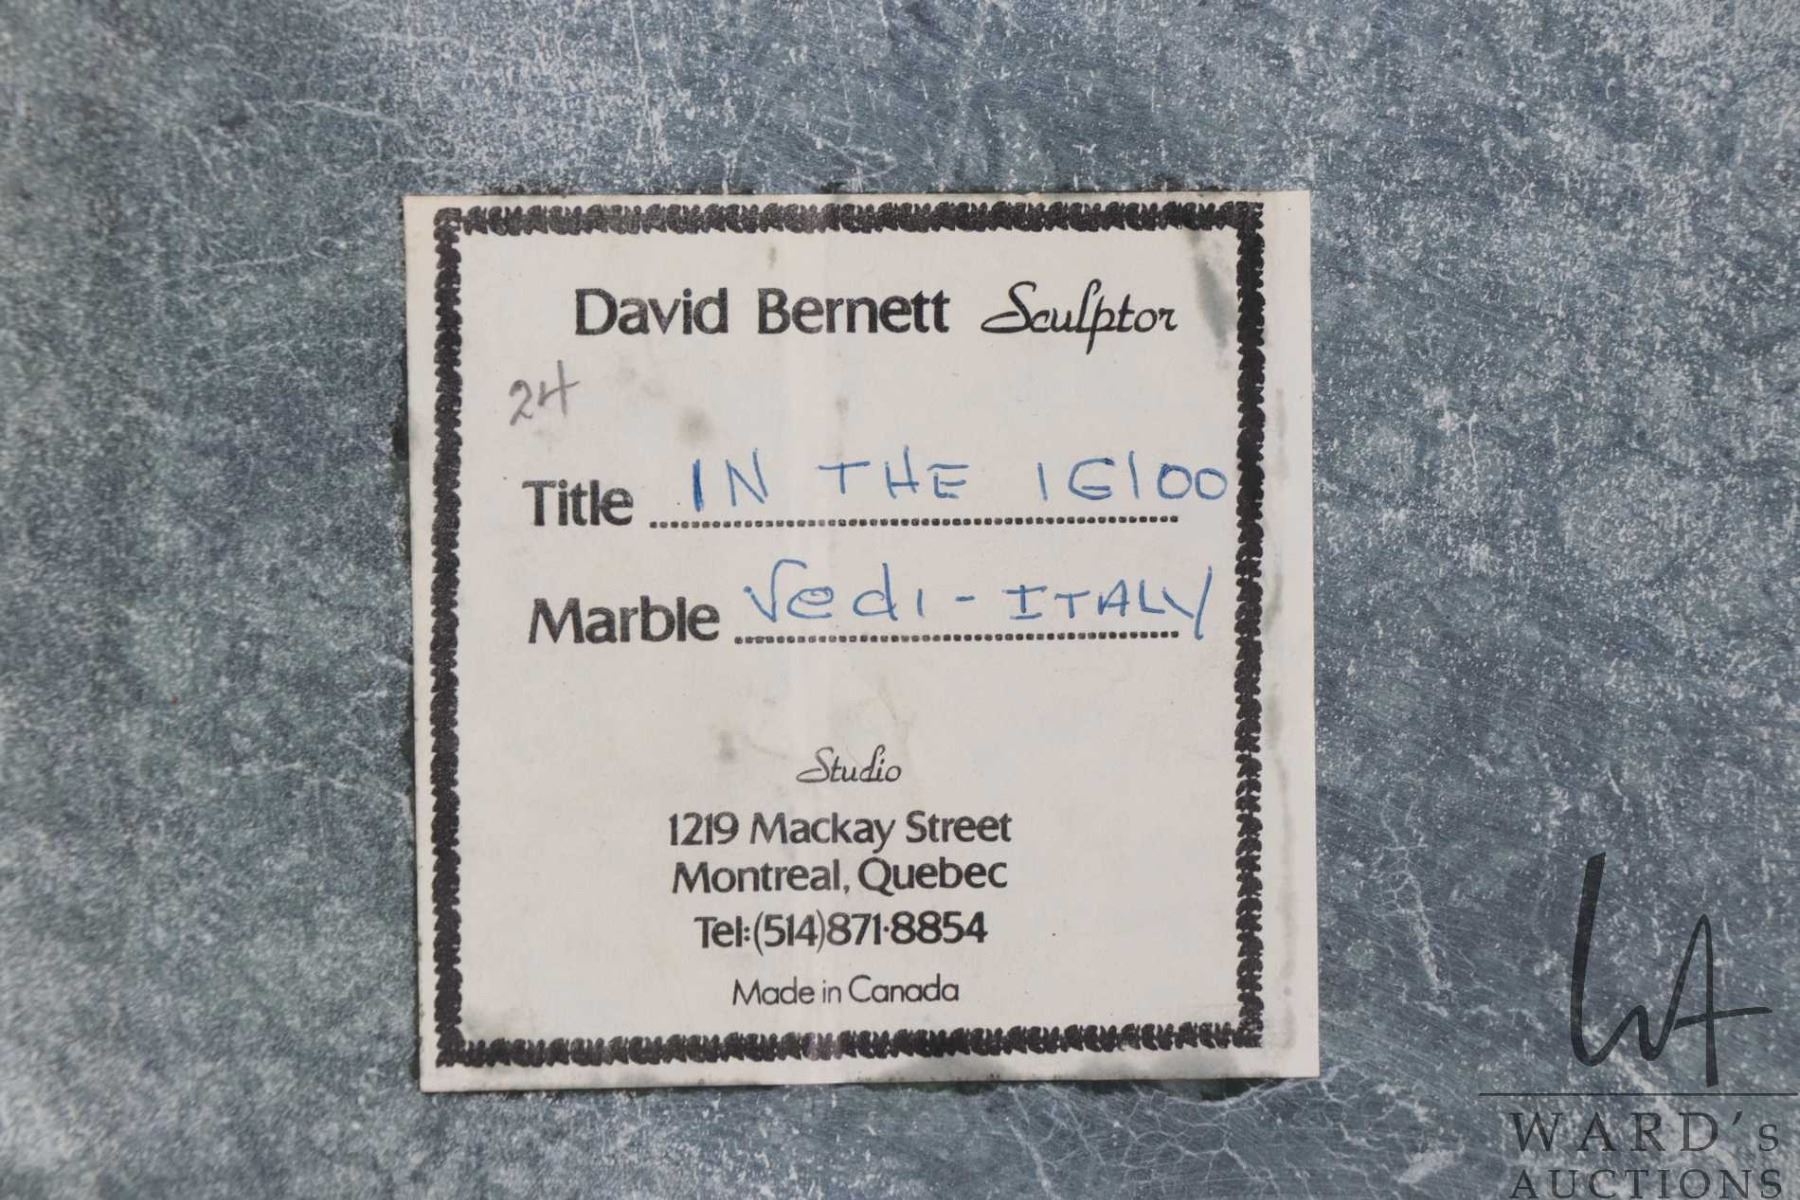 David Bernett Sculptor
24
Title IN THE IGlOO
Marble Vedi - ITALY
Studio
1219 Mackay Street
Montreal, Quebec
Tel:(514)871-8854
Made in Canada
WA
WARD's
AUCTIONS